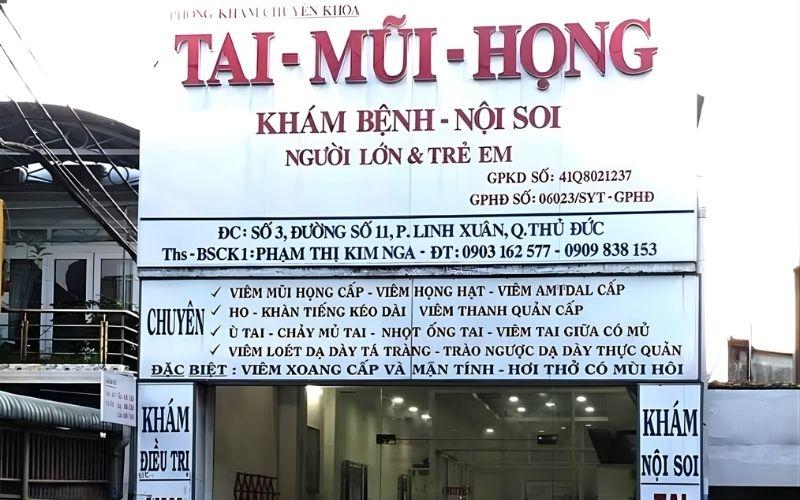 PHÒNG KHÁM CHUYÊN KHOA
TAI - MŨI - HỌNG
KHÁM BỆNH - NỘI SOI
NGƯỜI LỚN & TRẺ EM
GPKD SỐ: 41Q8021237
GPHĐ SỐ: 06023/SYT - GPHĐ
ĐC: SỐ 3, ĐƯỜNG SỐ 11, P. LINH XUÂN, Q. THỦ ĐỨC
Ths - BSCK1: PHẠM THỊ KIM NGA - ĐT: 0903 162 577 - 0909 838 153
CHUYÊN
✓ VIÊM MŨI HỌNG CẤP - VIÊM HỌNG HẠT - VIÊM AMIDAL CẤP
✓ HO - KHÀN TIẾNG KÉO DÀI VIÊM THANH QUẢN CẤP
✓ Ù TAI - CHẢY MỦ TAI - NHỌT ỐNG TAI - VIÊM TAI GIỮA CÓ MỦ
✓ VIÊM LOÉT DẠ DÀY TÁ TRÀNG - TRÀO NGƯỢC DẠ DÀY THỰC QUẢN
ĐẶC BIỆT : VIÊM XOANG CẤP VÀ MÃN TÍNH - HƠI THỞ CÓ MÙI HÔI
KHÁM
ĐIỀU TRỊ
KHÁM
NỘI SOI